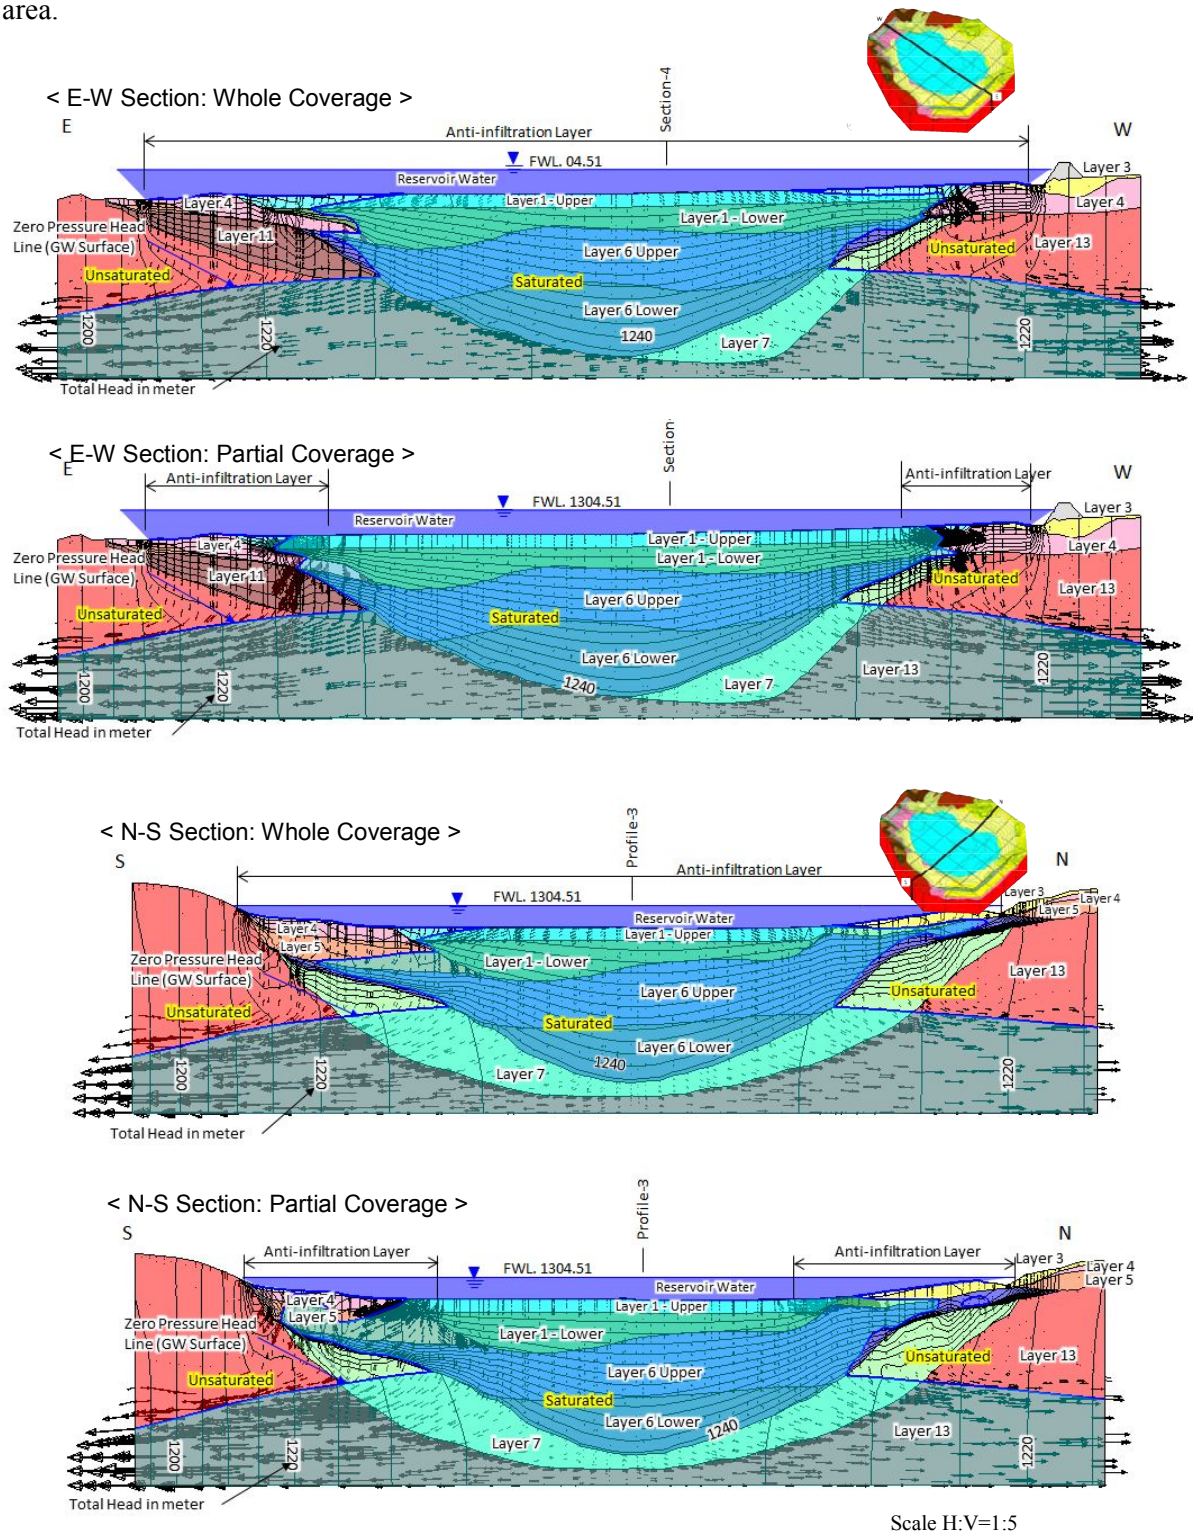 area.
< E-W Section: Whole Coverage >
E
Anti-infiltration Layer
Section-4
W
FWL. 04.51
Reservoir Water
Layer 3
Layer 4
Layer 1 - Upper
Layer 4
Layer 1 - Lower
Zero Pressure Head
Line (GW Surface)
Layer 11
Layer 6 Upper
Unsaturated
Layer 13
Unsaturated
Saturated
Layer 6 Lower
1200
1220
1240
Layer 7
1220
Total Head in meter
< E-W Section: Partial Coverage >
E
Anti-infiltration Layer
Section-
Anti-infiltration Layer
W
FWL. 1304.51
Reservoir Water
Layer 3
Layer 4
Layer 1 - Upper
Layer 4
Zero Pressure Head
Line (GW Surface)
Layer 1 - Lower
Layer 11
Unsaturated
Layer 13
Layer 6 Upper
Unsaturated
Saturated
Layer 6 Lower
Layer 13
1200
1220
1240
Layer 7
1220
Total Head in meter
< N-S Section: Whole Coverage >
S
Profile-3
Anti-infiltration Layer
N
FWL. 1304.51
Reservoir Water
Layer 3
Layer 4
Layer 5
Layer 4
Layer 1 - Upper
Layer 5
Zero Pressure Head
Line (GW Surface)
Layer 1 - Lower
Layer 13
Layer 6 Upper
Unsaturated
Unsaturated
Saturated
Layer 6 Lower
1200
1220
1240
Layer 7
1220
Total Head in meter
< N-S Section: Partial Coverage >
S
Anti-infiltration Layer
Profile-3
Anti-infiltration Layer
N
FWL. 1304.51
Reservoir Water
Layer 3
Layer 4
Layer 5
Layer 4
Layer 1 - Upper
Layer 5
Zero Pressure Head
Line (GW Surface)
Layer 1 - Lower
Unsaturated
Layer 13
Layer 6 Upper
Unsaturated
Saturated
Layer 6 Lower
1240
Layer 13
1200
1220
Layer 7
1220
Total Head in meter
Scale H:V=1:5